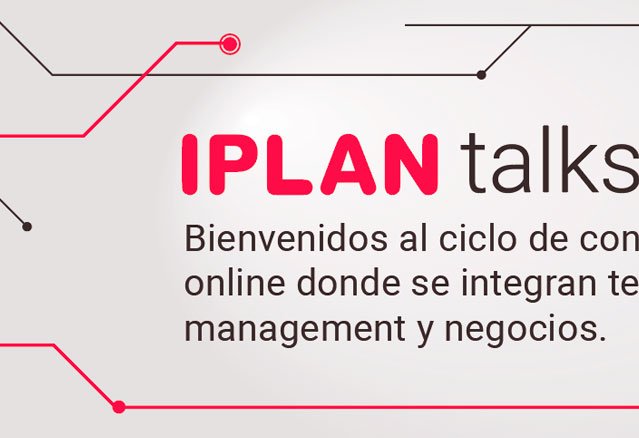 IPLAN talks
Bienvenidos al ciclo de con
online donde se integran te
management y negocios.